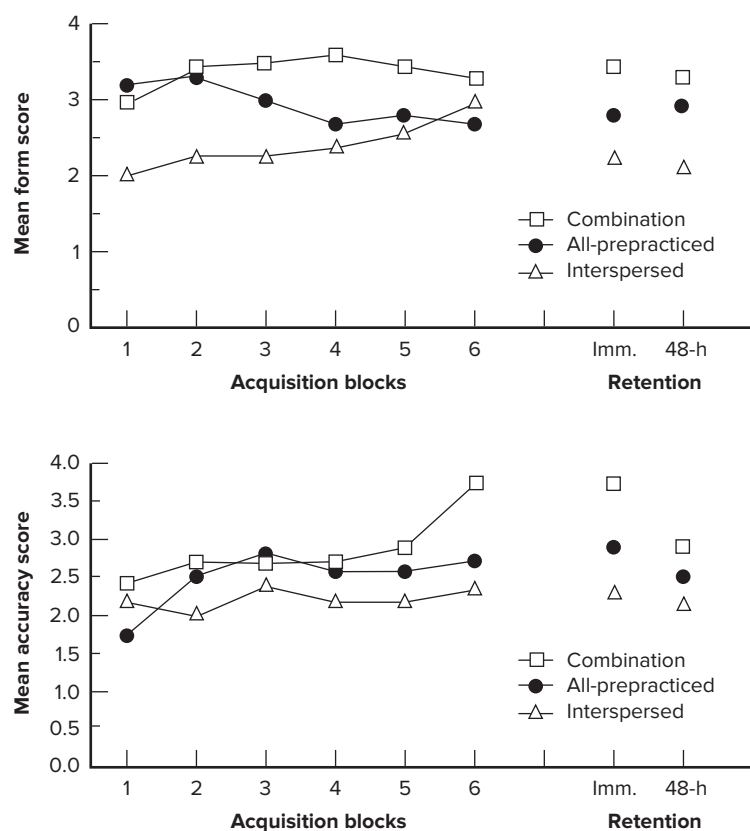 4
3
2
1
0
Mean form score
Combination
All-prepracticed
Interspersed
1 2 3 4 5 6 Imm. 48-h
Acquisition blocks Retention
4.0
3.5
3.0
2.5
2.0
1.5
1.0
0.5
0.0
Mean accuracy score
Combination
All-prepracticed
Interspersed
1 2 3 4 5 6 Imm. 48-h
Acquisition blocks Retention